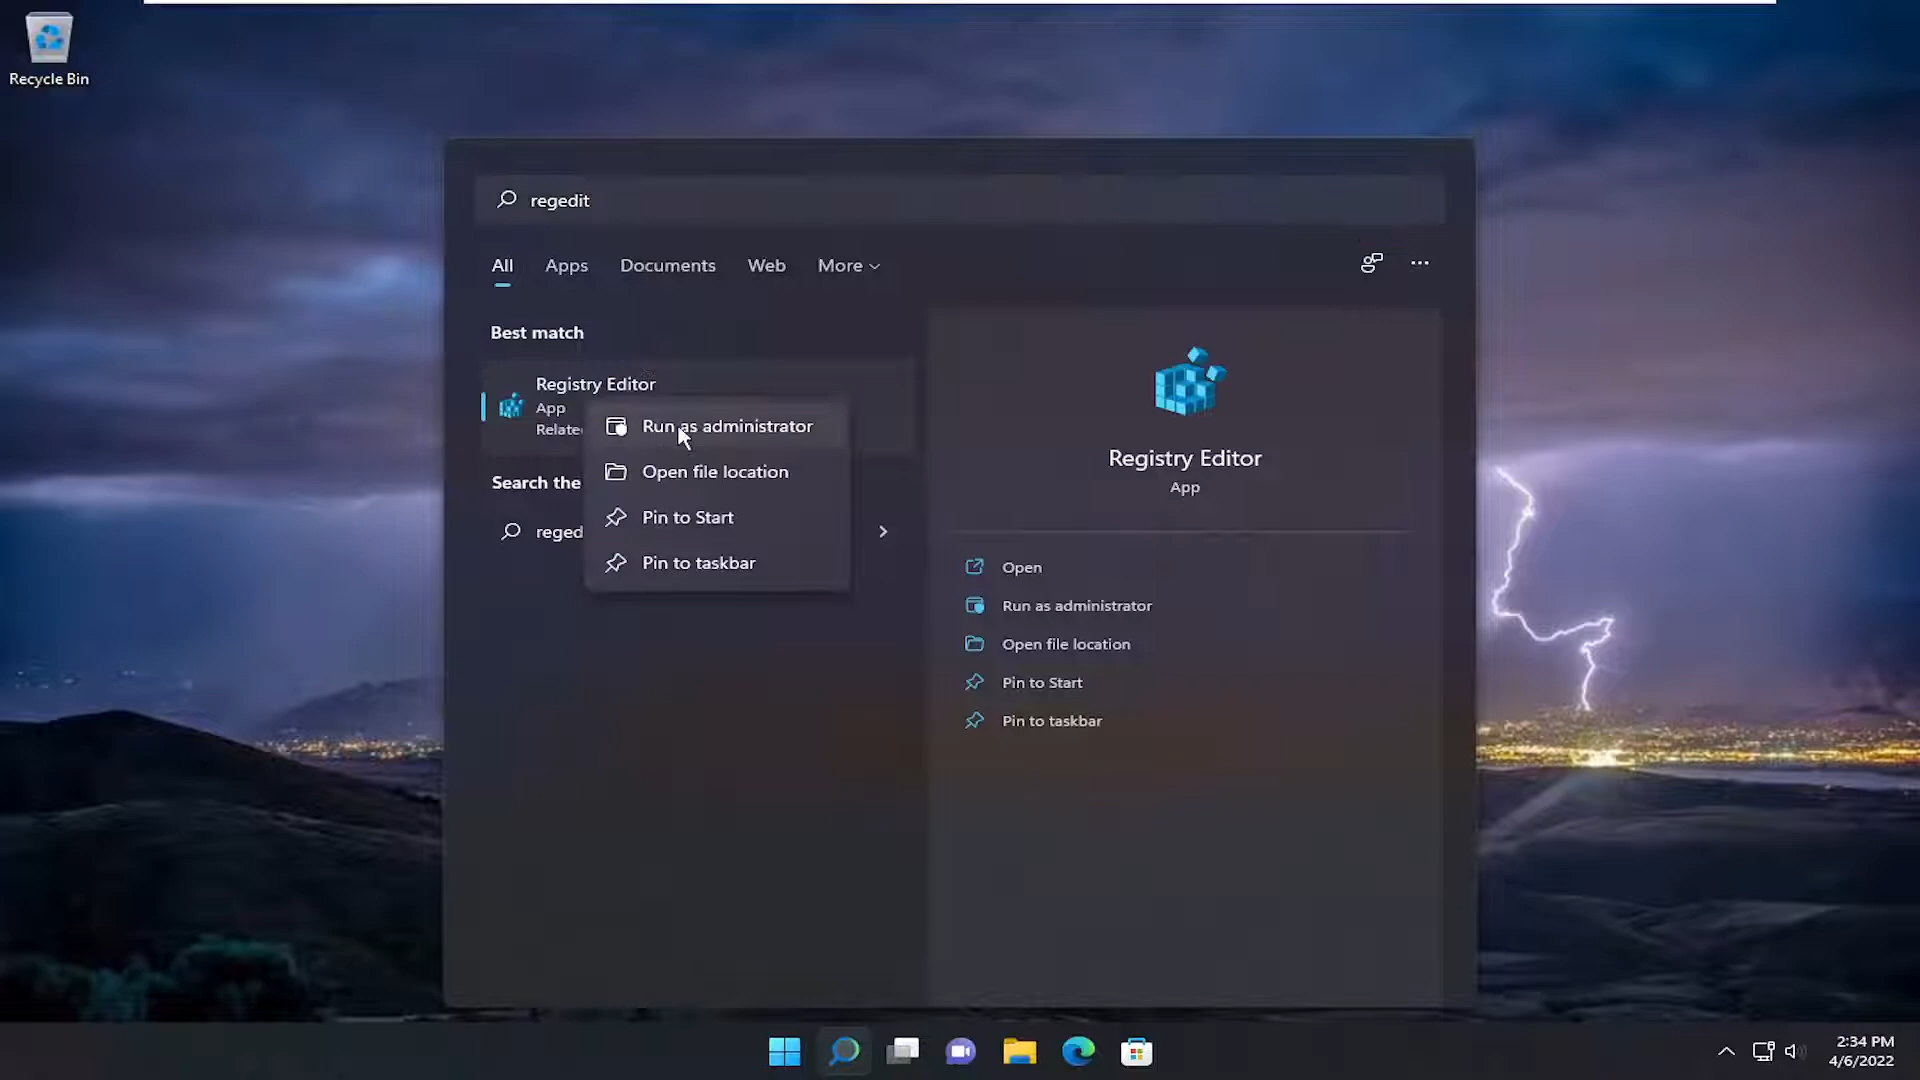 Recycle Bin
regedit
All Apps Documents Web More
Best match
Registry Editor
App
Run as administrator
Open file location
Pin to Start
Pin to taskbar
Search the
Registry Editor
App
Open
Run as administrator
Open file location
Pin to Start
Pin to taskbar
2:34 PM
4/6/2022